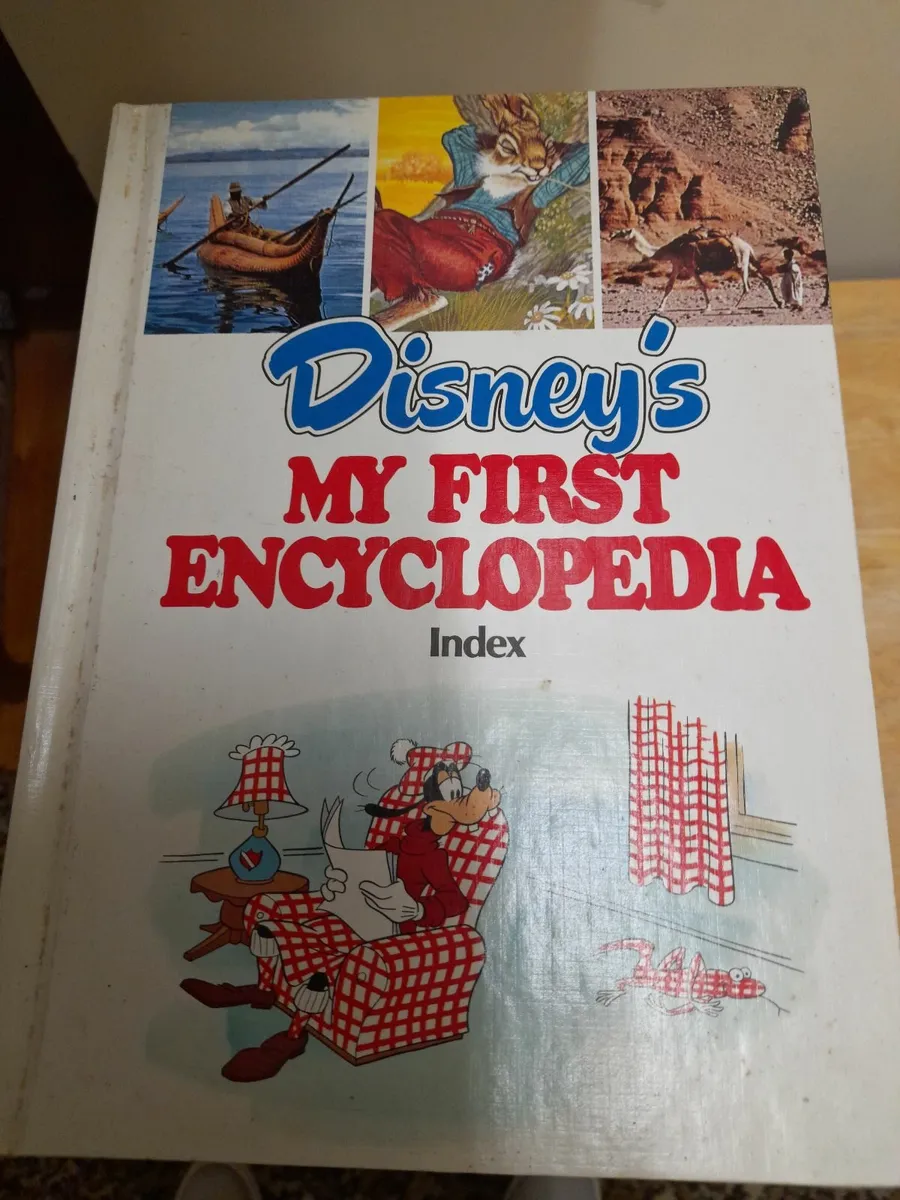 Disney's
MY FIRST
ENCYCLOPEDIA
Index